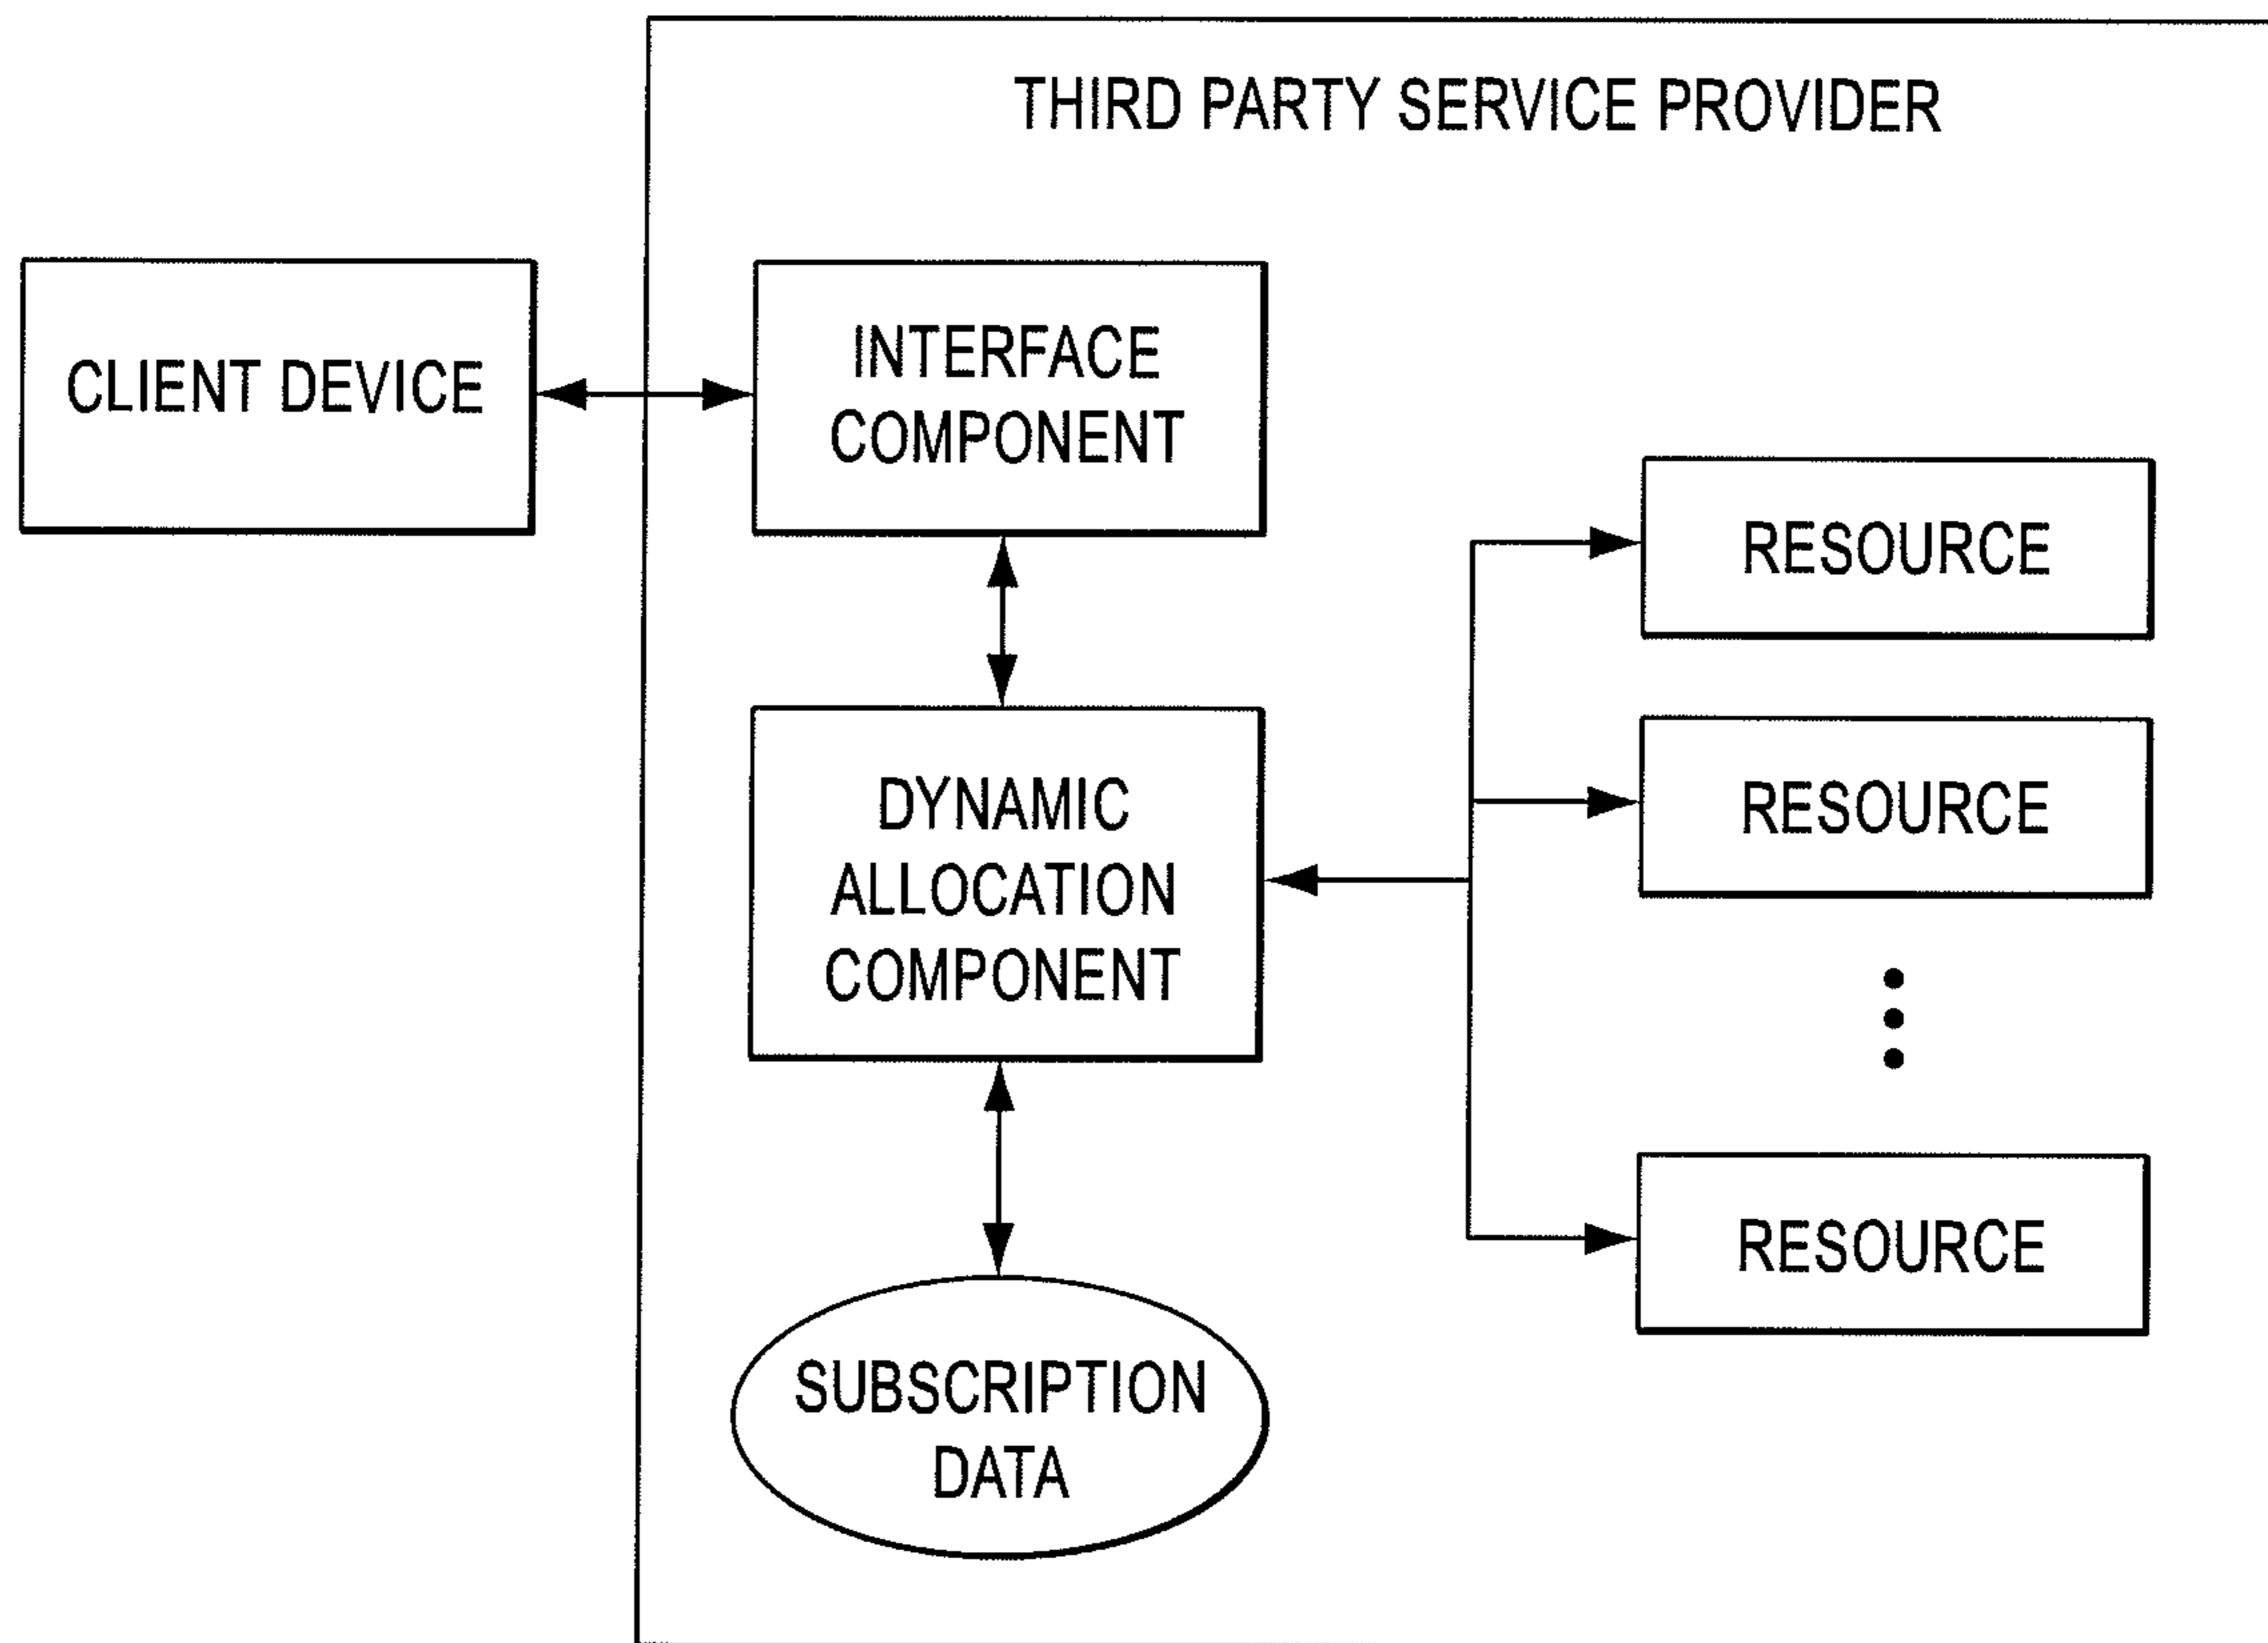 THIRD PARTY SERVICE PROVIDER
CLIENT DEVICE
INTERFACE
COMPONENT
RESOURCE
DYNAMIC
ALLOCATION
COMPONENT
RESOURCE
RESOURCE
SUBSCRIPTION
DATA